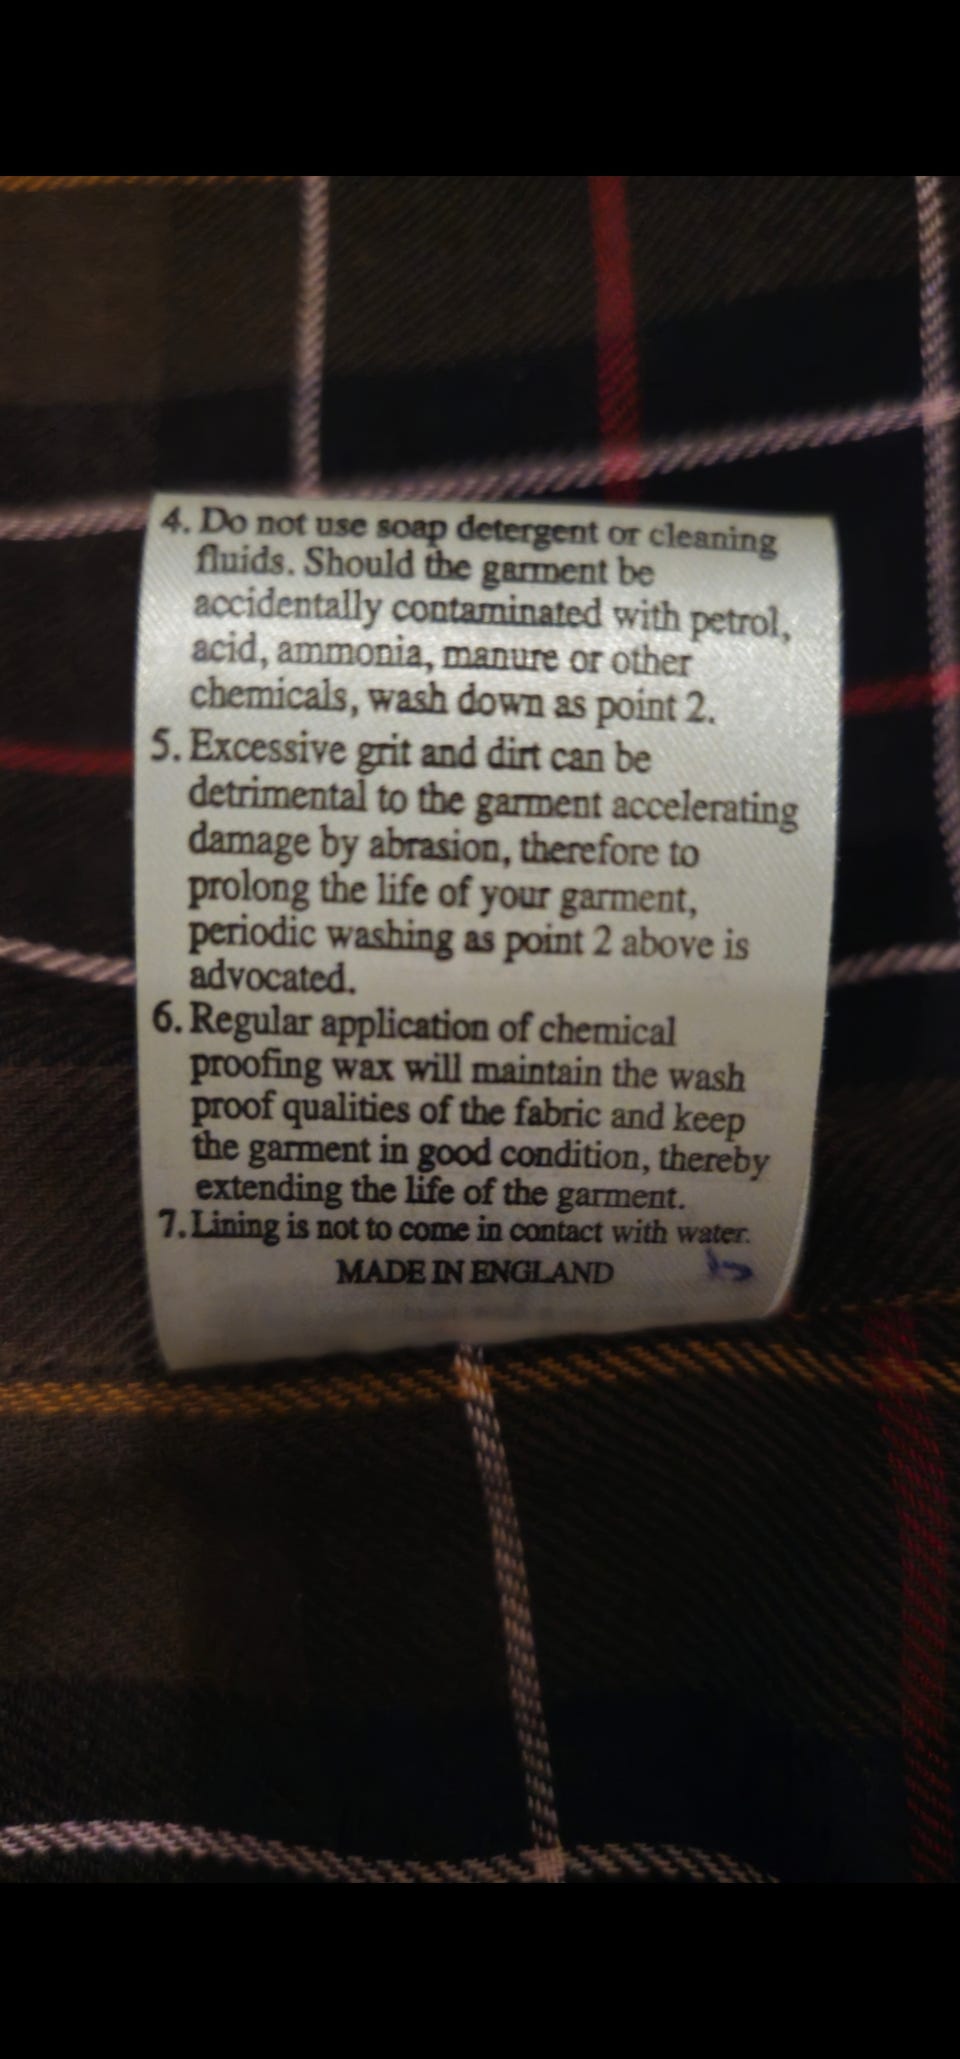 4. Do not use soap detergent or cleaning
fluids. Should the garment be
accidentally contaminated with petrol,
acid, ammonia, manure or other
chemicals, wash down as point 2.
5. Excessive grit and dirt can be
detrimental to the garment accelerating
damage by abrasion, therefore to
prolong the life of your garment,
periodic washing as point 2 above is
advocated.
6. Regular application of chemical
proofing wax will maintain the wash
proof qualities of the fabric and keep
the garment in good condition, thereby
extending the life of the garment.
7. Lining is not to come in contact with water.
MADE IN ENGLAND